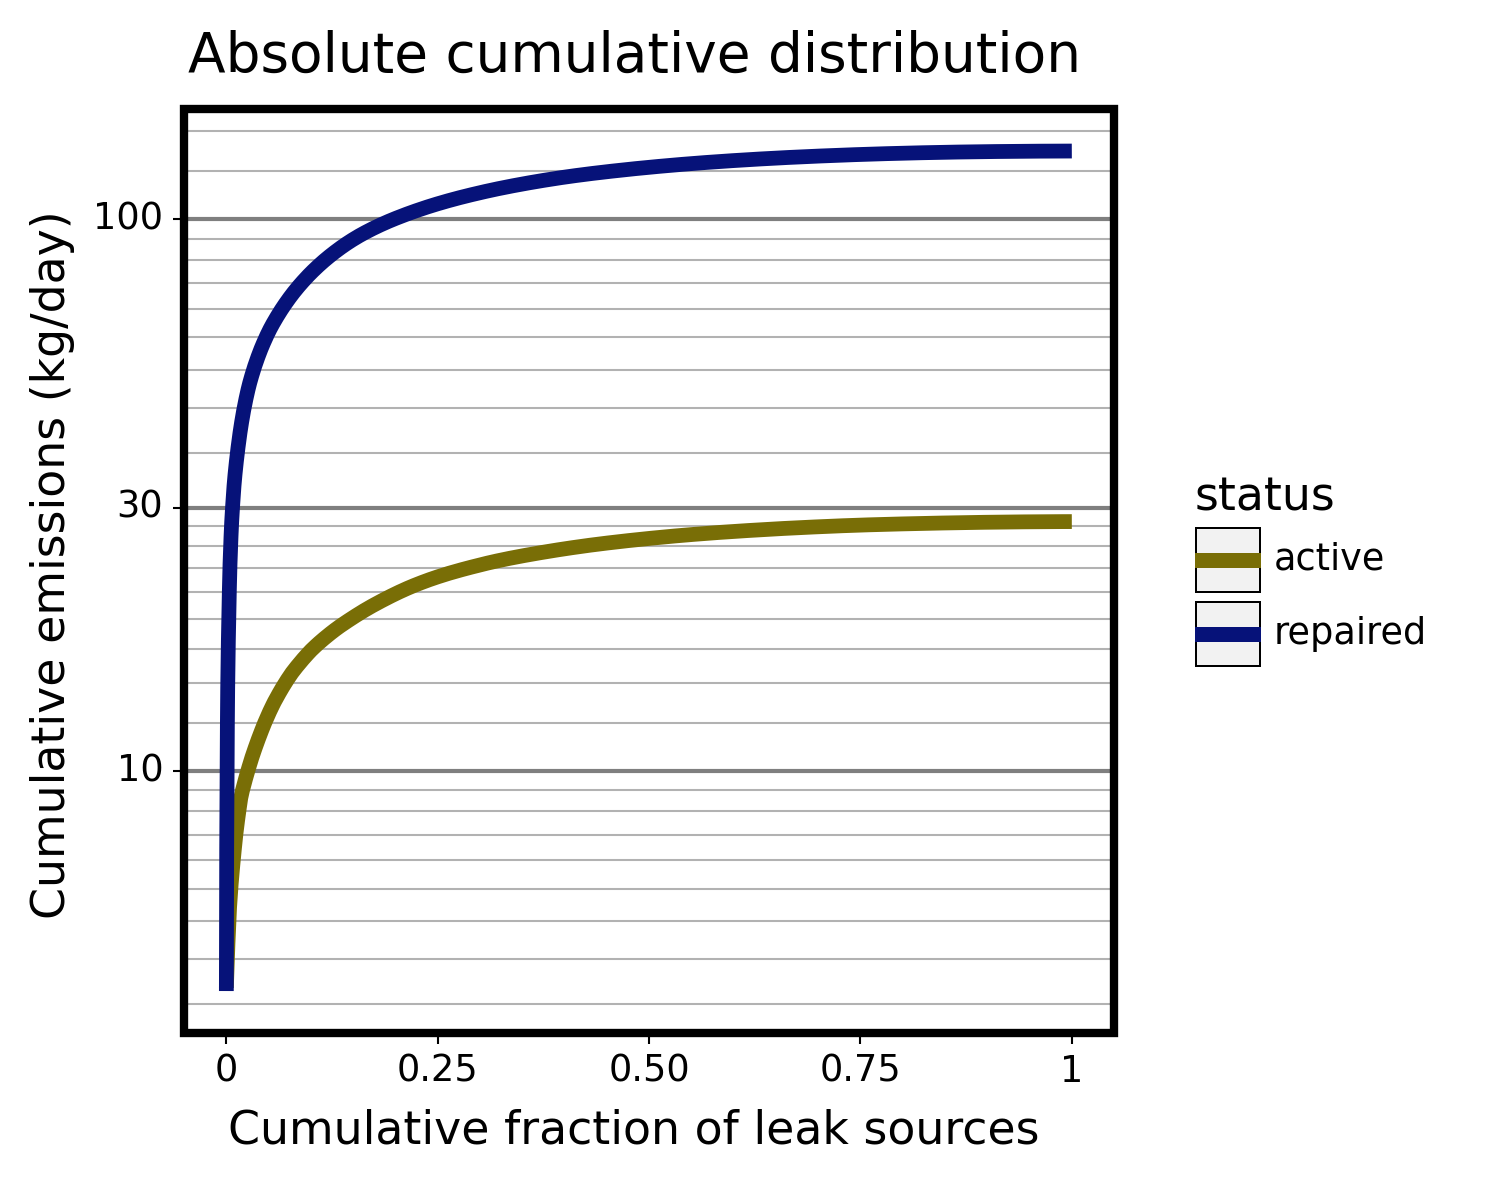 Absolute cumulative distribution
Cumulative emissions (kg/day)
100
30
10
0
0.25
0.50
0.75
1
Cumulative fraction of leak sources
status
active
repaired